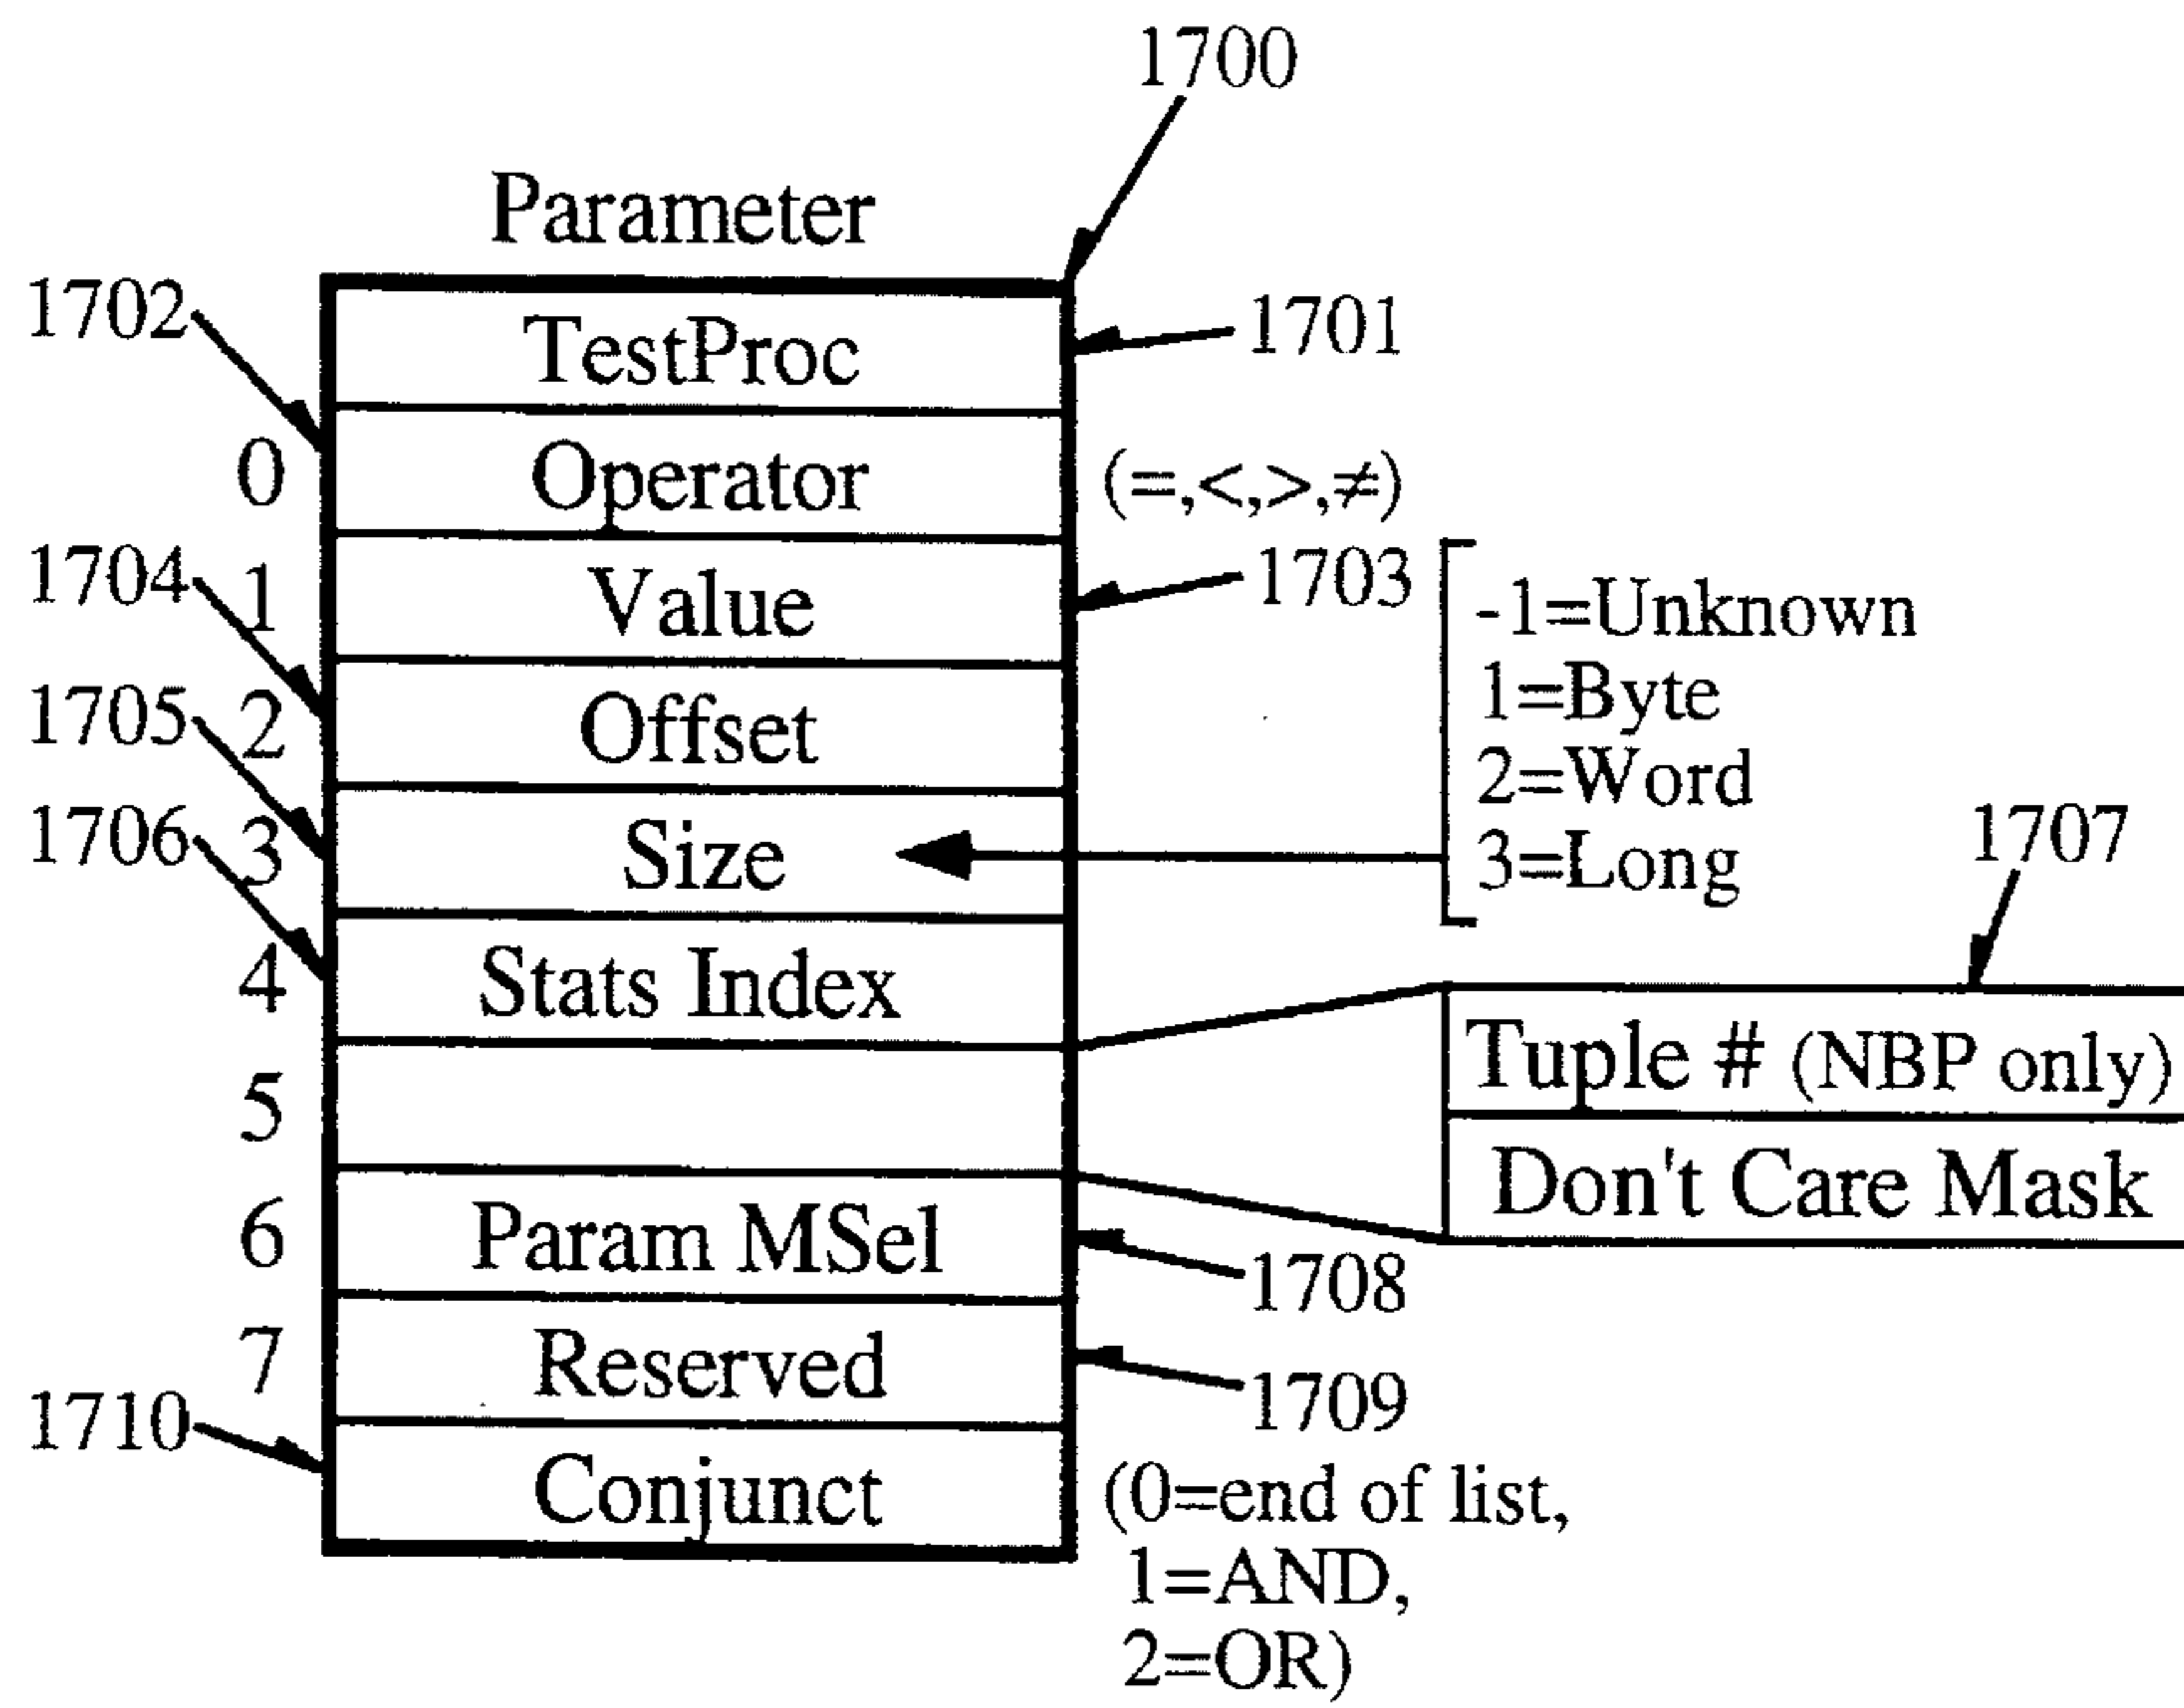 1700
Parameter
1702
TestProc
1701
0
Operator
(=,<,>,≠)
1704
1
Value
1703
-1=Unknown
1=Byte
2=Word
3=Long
1705
2
Offset
1706
3
Size
1707
4
Stats Index
Tuple # (NBP only)
5
Don't Care Mask
6
Param MSel
1708
7
Reserved
1709
1710
Conjunct
(0=end of list,
1=AND,
2=OR)